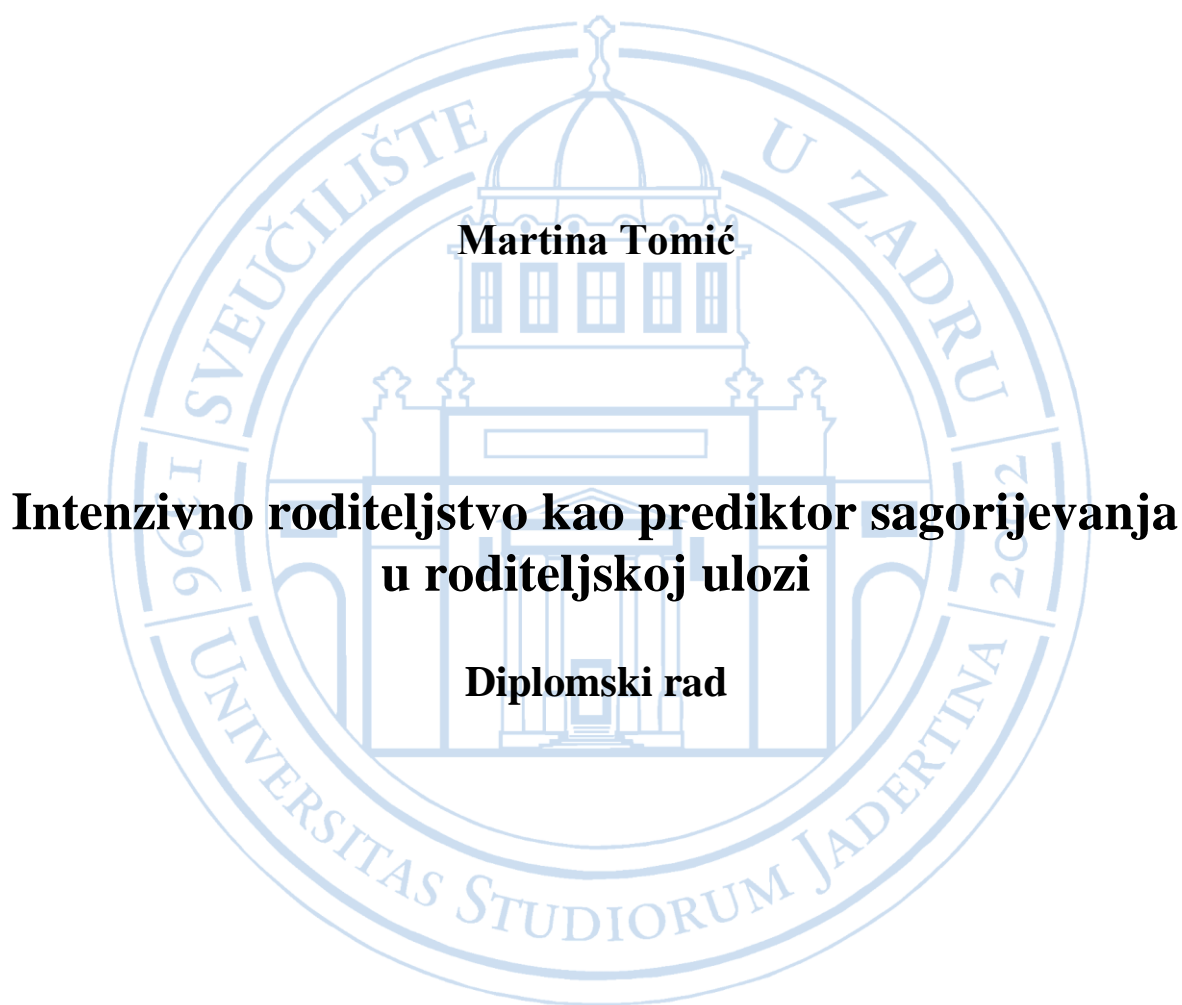 SVEUČILIŠTE U ZADRU
Martina Tomić
1396
2002
Intenzivno roditeljstvo kao prediktor sagorijevanja
u roditeljskoj ulozi
Diplomski rad
UNIVERSITAS STUDIORUM JADERTINA